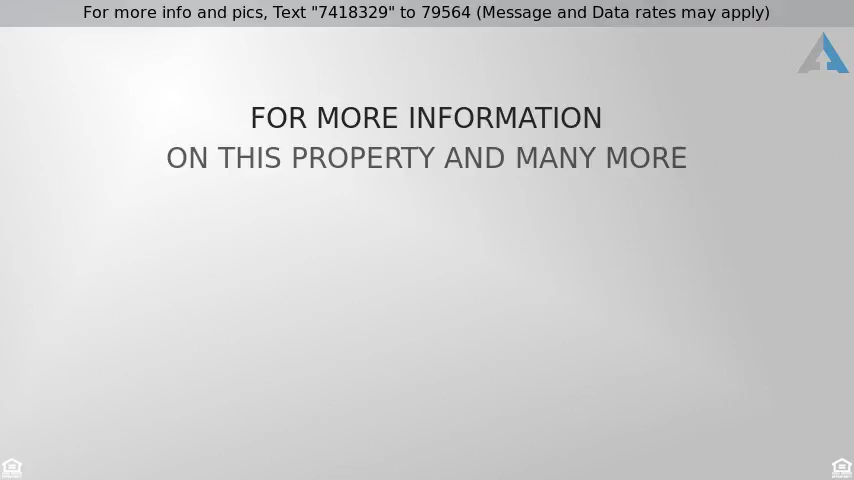 For more info and pics, Text "7418329" to 79564 (Message and Data rates may apply)
FOR MORE INFORMATION
ON THIS PROPERTY AND MANY MORE